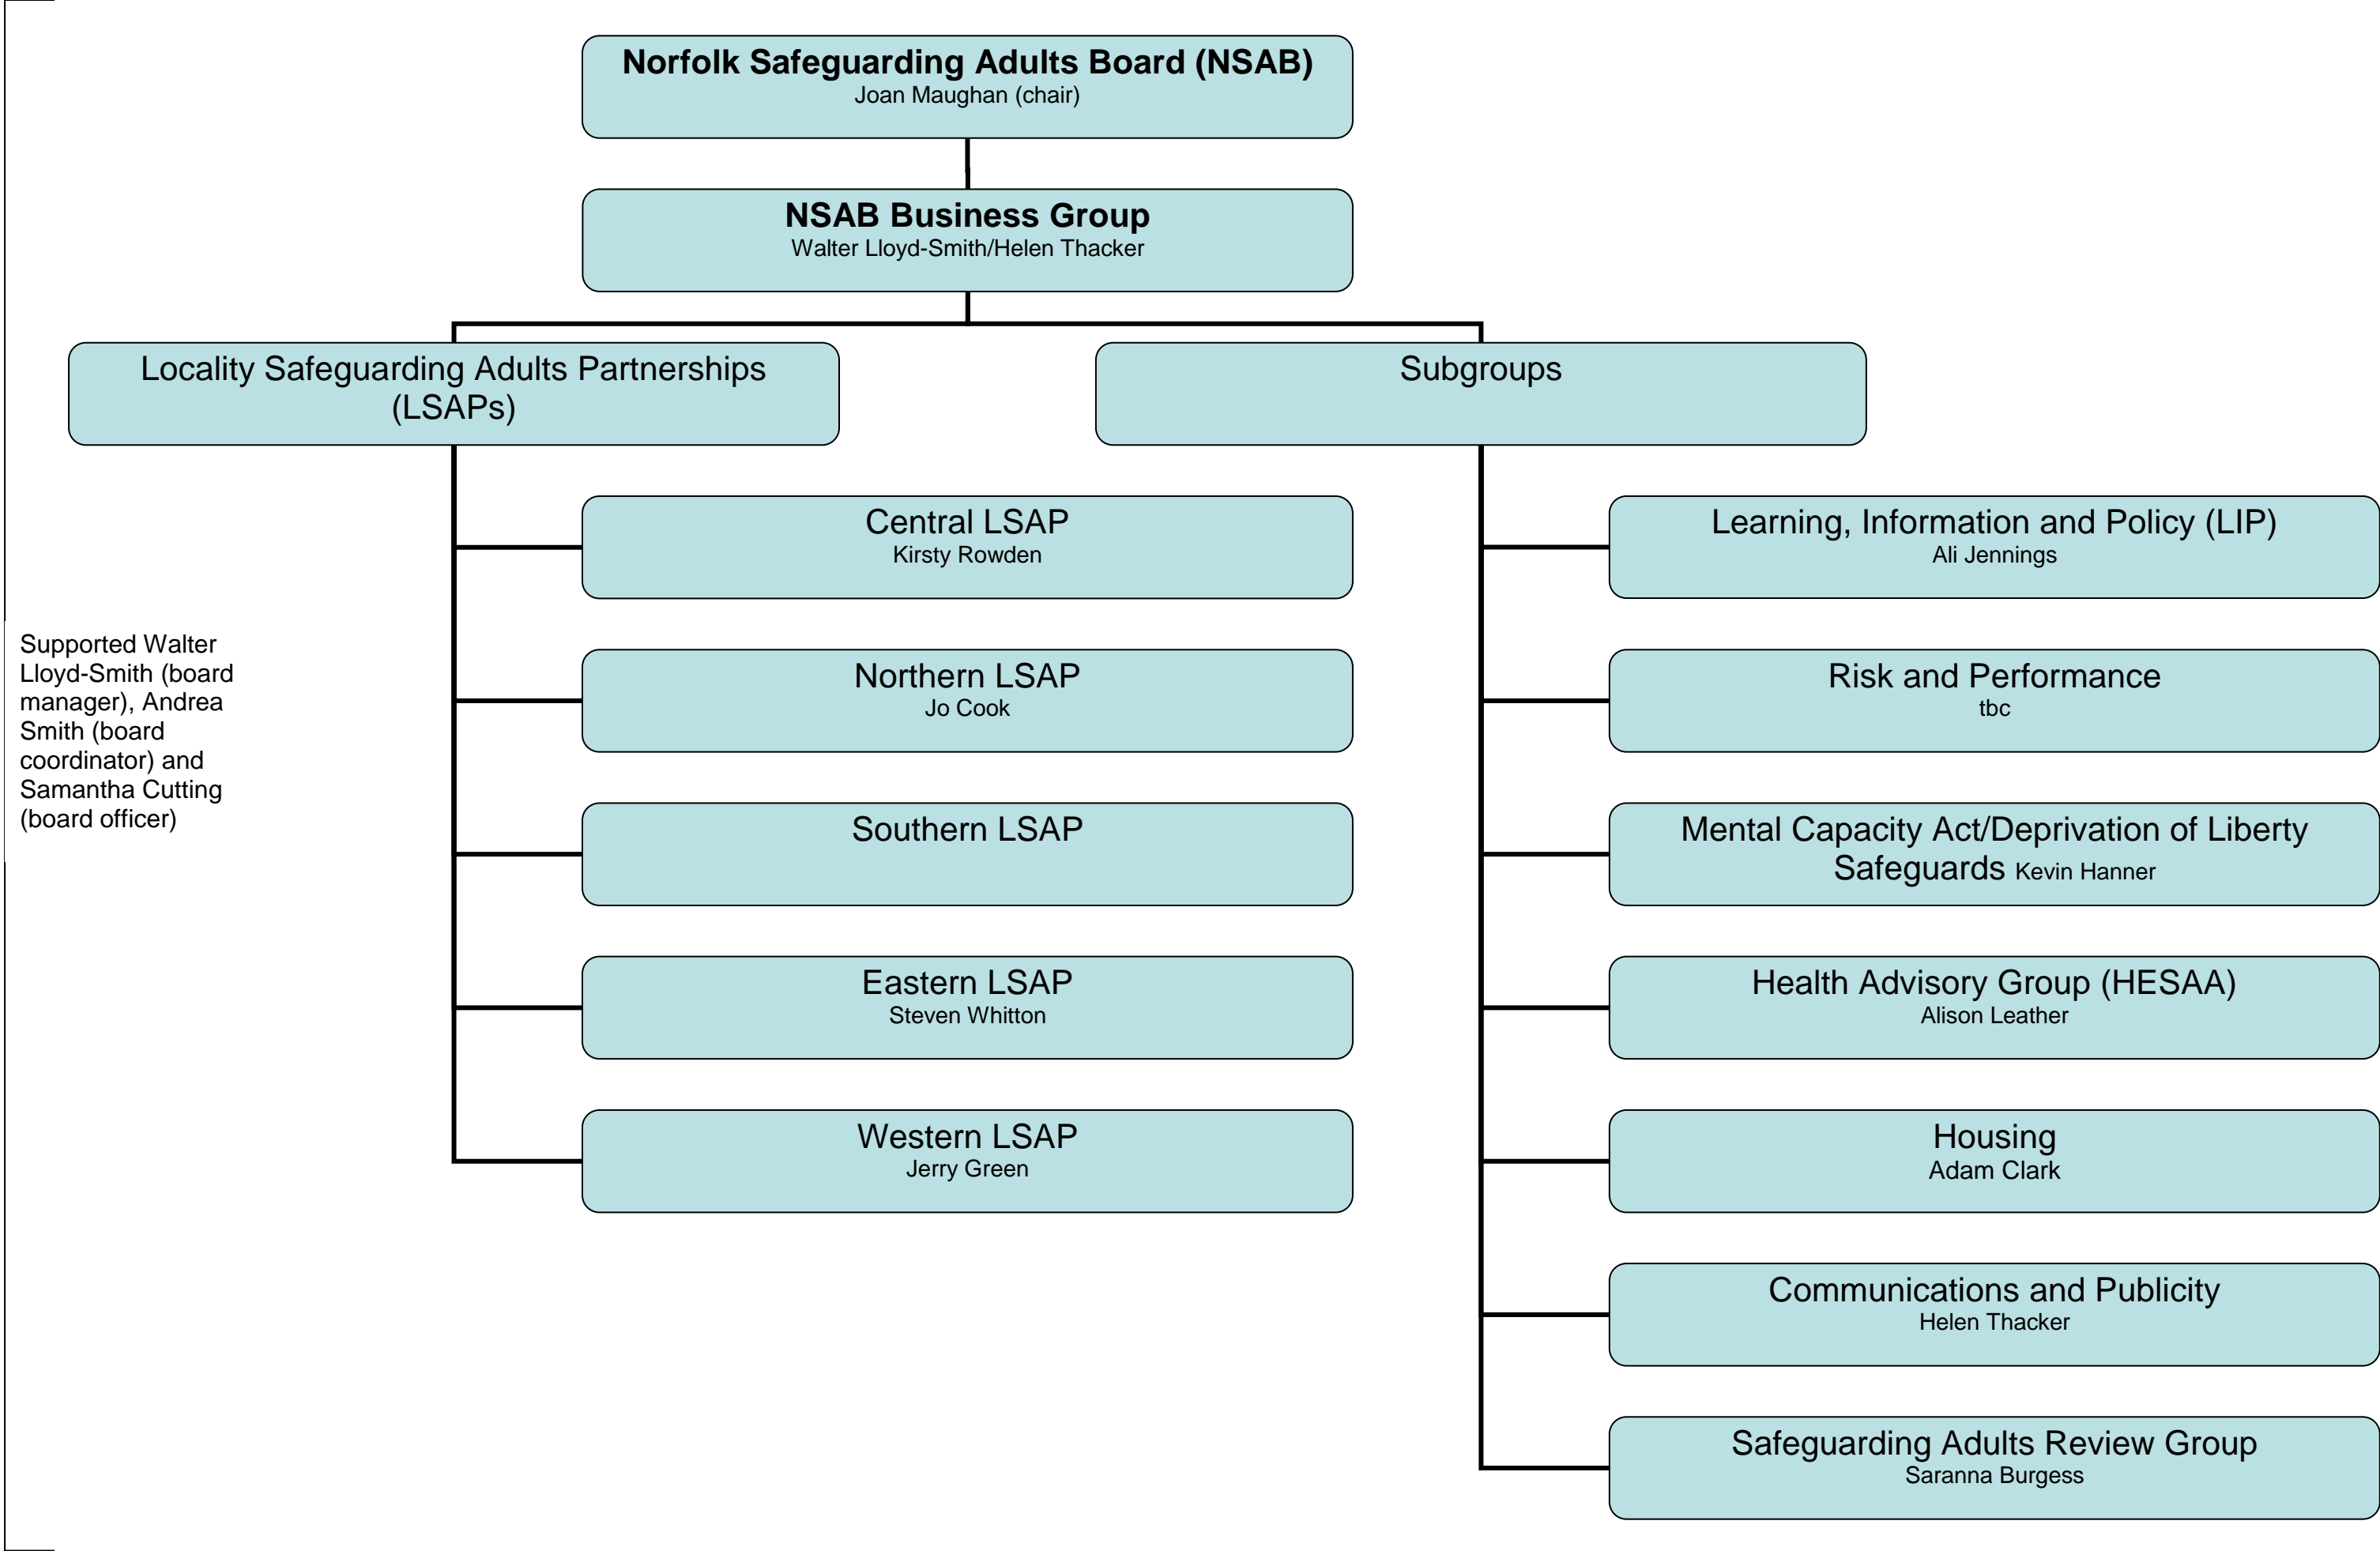 Norfolk Safeguarding Adults Board (NSAB)
Joan Maughan (chair)
NSAB Business Group
Walter Lloyd-Smith/Helen Thacker
Locality Safeguarding Adults Partnerships
(LSAPs)
Subgroups
Central LSAP
Kirsty Rowden
Northern LSAP
Jo Cook
Southern LSAP
Eastern LSAP
Steven Whitton
Western LSAP
Jerry Green
Learning, Information and Policy (LIP)
Ali Jennings
Risk and Performance
tbc
Mental Capacity Act/Deprivation of Liberty
Safeguards Kevin Hanner
Health Advisory Group (HESAA)
Alison Leather
Housing
Adam Clark
Communications and Publicity
Helen Thacker
Safeguarding Adults Review Group
Saranna Burgess
Supported Walter
Lloyd-Smith (board
manager), Andrea
Smith (board
coordinator) and
Samantha Cutting
(board officer)